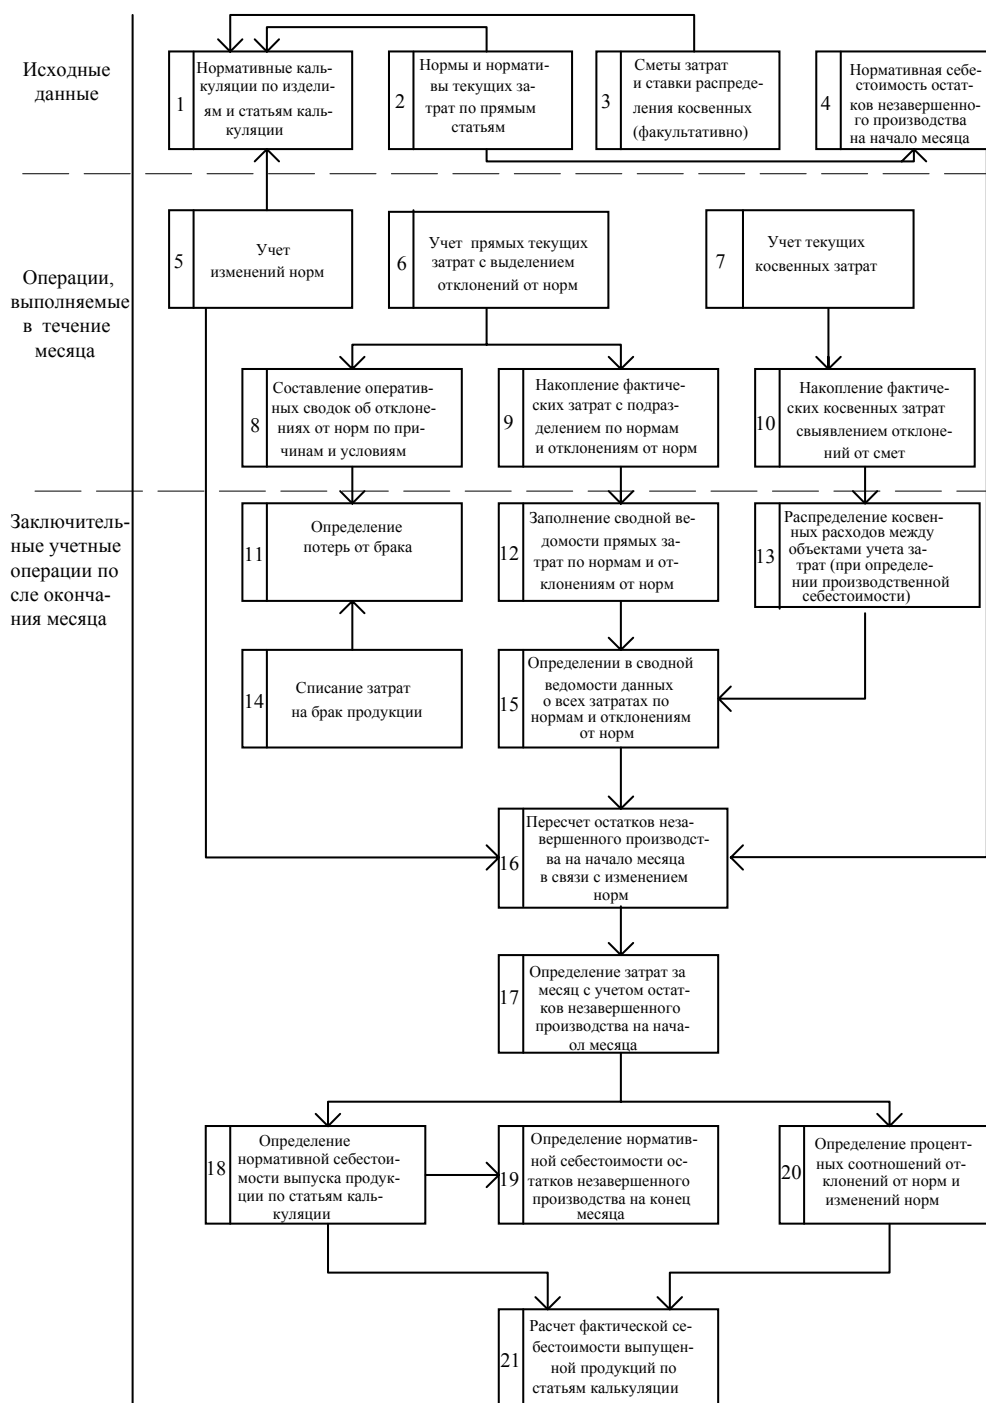 Исходные
данные
1
Нормативные каль-
куляции по издели-
ям и статьям каль-
куляции
2
Нормы и нормати-
вы текущих за-
трат по прямым
статьям
3
Сметы затрат
и ставки распреде-
ления косвенных
(факультативно)
4
Нормативная себе-
стоимость остат-
ков незавершенно-
го производства
на начало месяца
Операции,
выполняемые
в течение
месяца
5
Учет
изменений норм
6
Учет прямых текущих
затрат с выделением
отклонений от норм
7
Учет текущих
косвенных затрат
8
Составление оператив-
ных сводок об отклоне-
ниях от норм по при-
чинам и условиям
9
Накопление фактиче-
ских затрат с подраз-
делением по нормам
и отклонениям от норм
10
Накопление фактиче-
ских косвенных затрат
свыявлением отклоне-
ний от смет
Заключитель-
ные учетные
операции по
сле оконча-
ния месяца
11
Определение
потерь от брака
12
Заполнение сводной ве-
домости прямых за-
трат по нормам и от-
клонениям от норм
13
Распределение косвен-
ных расходов между
объектами учета за-
трат (при определе-
нии производственной
себестоимости)
14
Списание затрат
на брак продукции
15
Определении в сводной
ведомости данных
о всех затратах по
нормам и отклонениям
от норм
16
Пересчет остатков неза-
вершенного производст-
ва на начало месяца
в связи с изменением
норм
17
Определение затрат за
месяц с учетом остат-
ков незавершенного
производства на нача-
ол месяца
18
Определение
нормативной себестои-
мости выпуска продук-
ции по статьям каль-
куляции
19
Определение норматив-
ной себестоимости ос-
татков незавершенного
производства на конец
месяца
20
Определение процент-
ных соотношений от-
клонений от норм и
изменений норм
21
Расчет фактической се-
бестоимости выпущен-
ной продукций по
статьям калькуляции